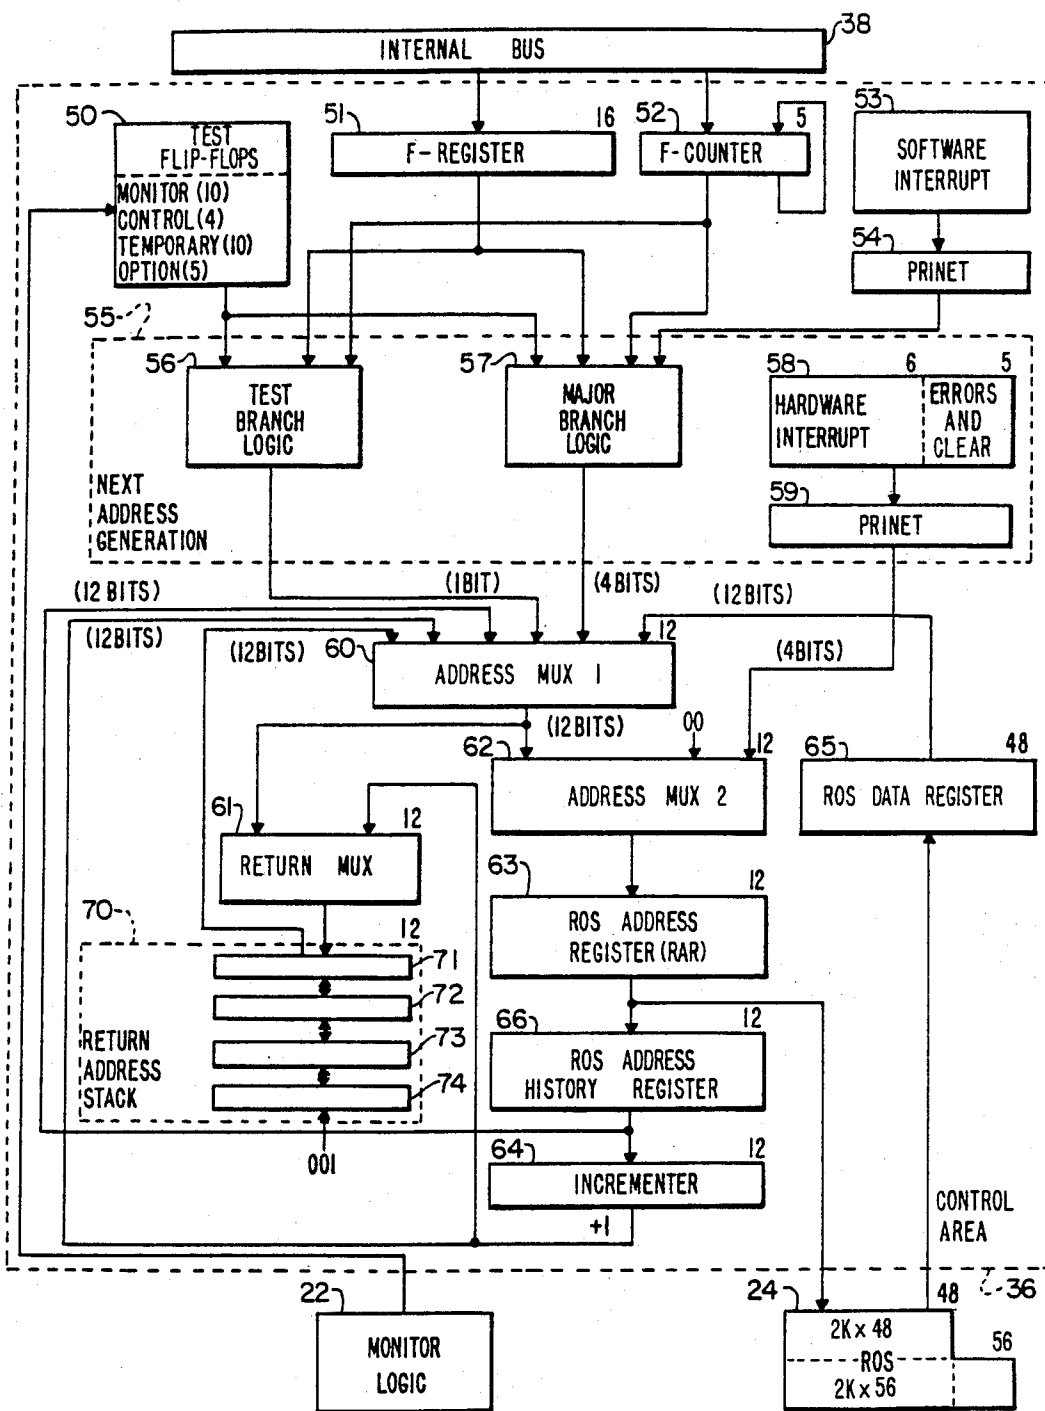 INTERNAL BUS
38
50
TEST
FLIP-FLOPS
MONITOR (10)
CONTROL (4)
TEMPORARY (10)
OPTION (5)
51
16
F-REGISTER
52
5
F-COUNTER
53
SOFTWARE
INTERRUPT
54
PRINET
55
56
TEST
BRANCH
LOGIC
57
MAJOR
BRANCH
LOGIC
58
6
5
HARDWARE
INTERRUPT
ERRORS
AND
CLEAR
59
PRINET
NEXT
ADDRESS
GENERATION
(12 BITS)
(12BITS)
(12BITS)
(1BIT)
(4BITS)
(12BITS)
(4BITS)
60
12
ADDRESS MUX 1
(12BITS)
00
62
12
ADDRESS MUX 2
65
48
ROS DATA REGISTER
61
12
RETURN MUX
63
12
ROS ADDRESS
REGISTER (RAR)
70
12
71
72
73
74
RETURN
ADDRESS
STACK
001
66
12
ROS ADDRESS
HISTORY REGISTER
64
12
INCREMENTER
+1
CONTROL
AREA
36
22
MONITOR
LOGIC
24
48
2K x 48
ROS
2K x 56
56